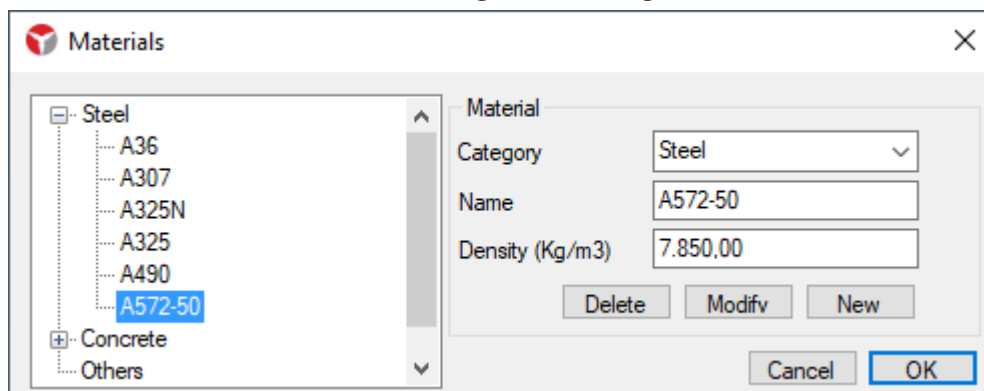 Materials
Steel
A36
A307
A325N
A325
A490
A572-50
Concrete
Others
Material
Category Steel
Name A572-50
Density (Kg/m3) 7.850,00
Delete Modify New
Cancel OK